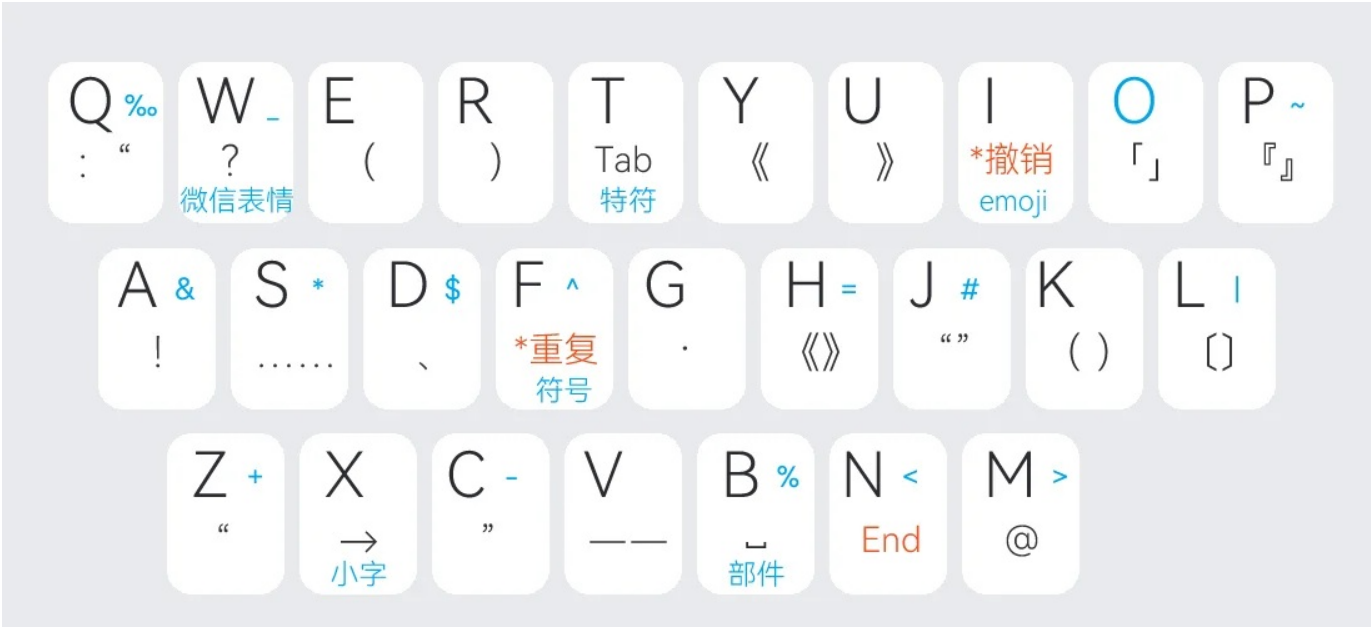 Q ‰ W _ E R T Y U I O P ~
： “ ？ （ ） Tab 《 》 *撤销 「」 『』
微信表情 特符 emoji
A & S * D $ F ^ G H = J # K L |
！ …… 、 *重复 · 《》 “” （） 〔〕
符号
Z + X C - V B % N < M >
“ → ” —— ␣ End @
小字 部件